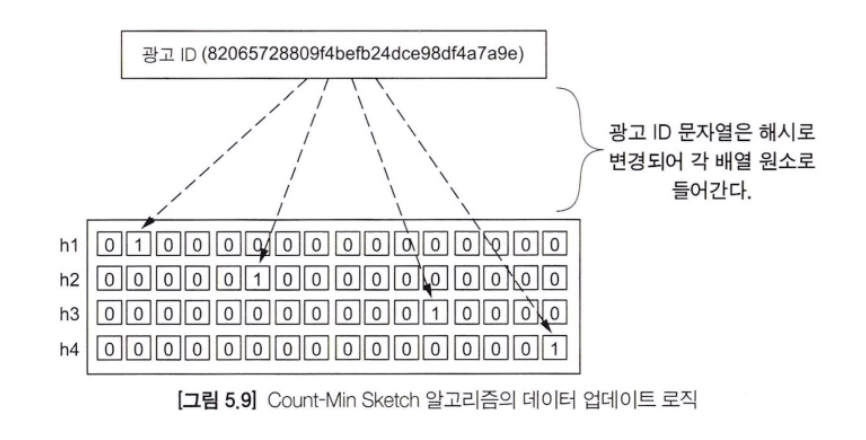 광고 ID (82065728809f4befb24dce98df4a7a9e)
광고 ID 문자열은 해시로
변경되어 각 배열 원소로
들어간다.
h1 0 1 0 0 0 0 0 0 0 0 0 0 0 0 0 0
h2 0 0 0 0 0 1 0 0 0 0 0 0 0 0 0 0
h3 0 0 0 0 0 0 0 0 0 0 0 1 0 0 0 0
h4 0 0 0 0 0 0 0 0 0 0 0 0 0 0 0 1
[그림 5.9] Count-Min Sketch 알고리즘의 데이터 업데이트 로직